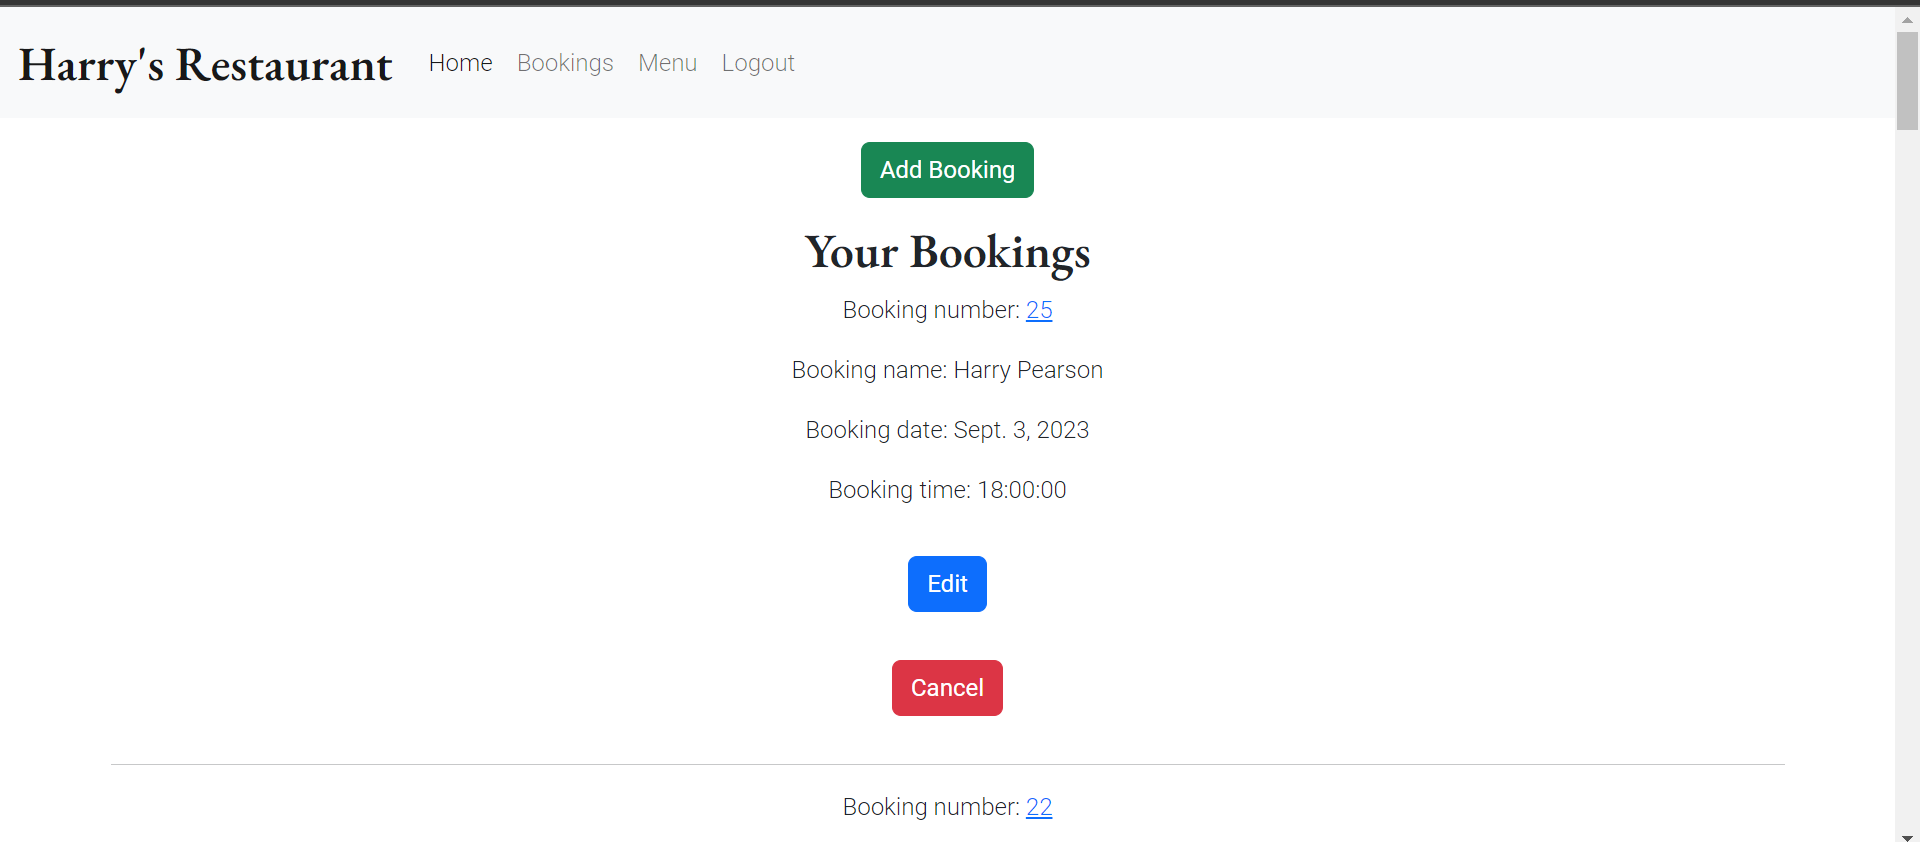 Harry's Restaurant Home Bookings Menu Logout
Add Booking
Your Bookings
Booking number: 25
Booking name: Harry Pearson
Booking date: Sept. 3, 2023
Booking time: 18:00:00
Edit
Cancel
Booking number: 22